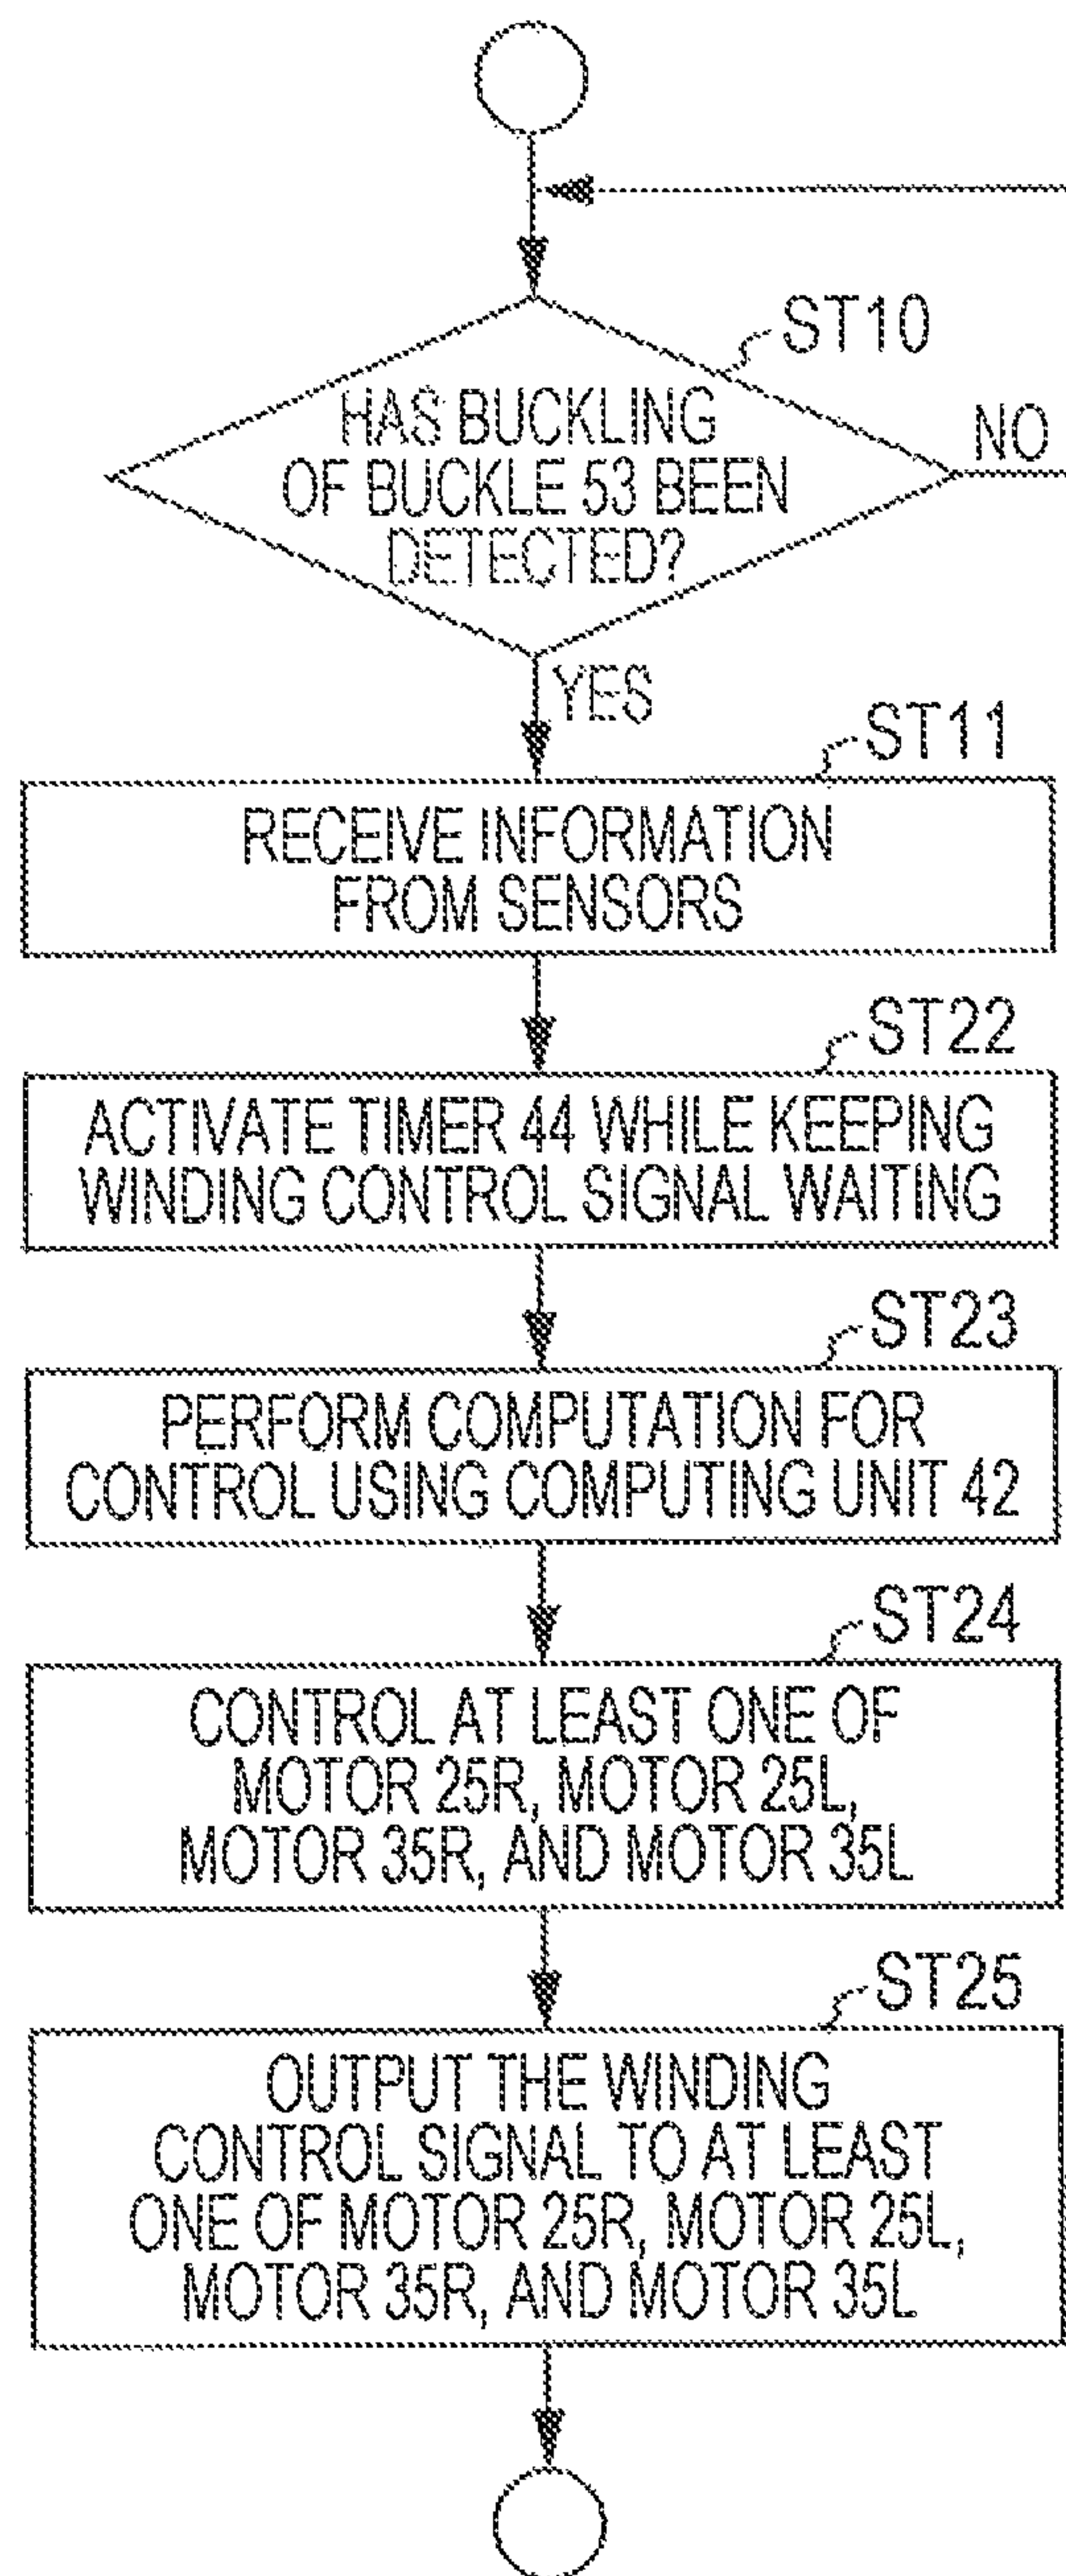 ST10
HAS BUCKLING
OF BUCKLE 53 BEEN
DETECTED?
NO
YES
ST11
RECEIVE INFORMATION
FROM SENSORS
ST22
ACTIVATE TIMER 44 WHILE KEEPING
WINDING CONTROL SIGNAL WAITING
ST23
PERFORM COMPUTATION FOR
CONTROL USING COMPUTING UNIT 42
ST24
CONTROL AT LEAST ONE OF
MOTOR 25R, MOTOR 25L,
MOTOR 35R, AND MOTOR 35L
ST25
OUTPUT THE WINDING
CONTROL SIGNAL TO AT LEAST
ONE OF MOTOR 25R, MOTOR 25L,
MOTOR 35R, AND MOTOR 35L